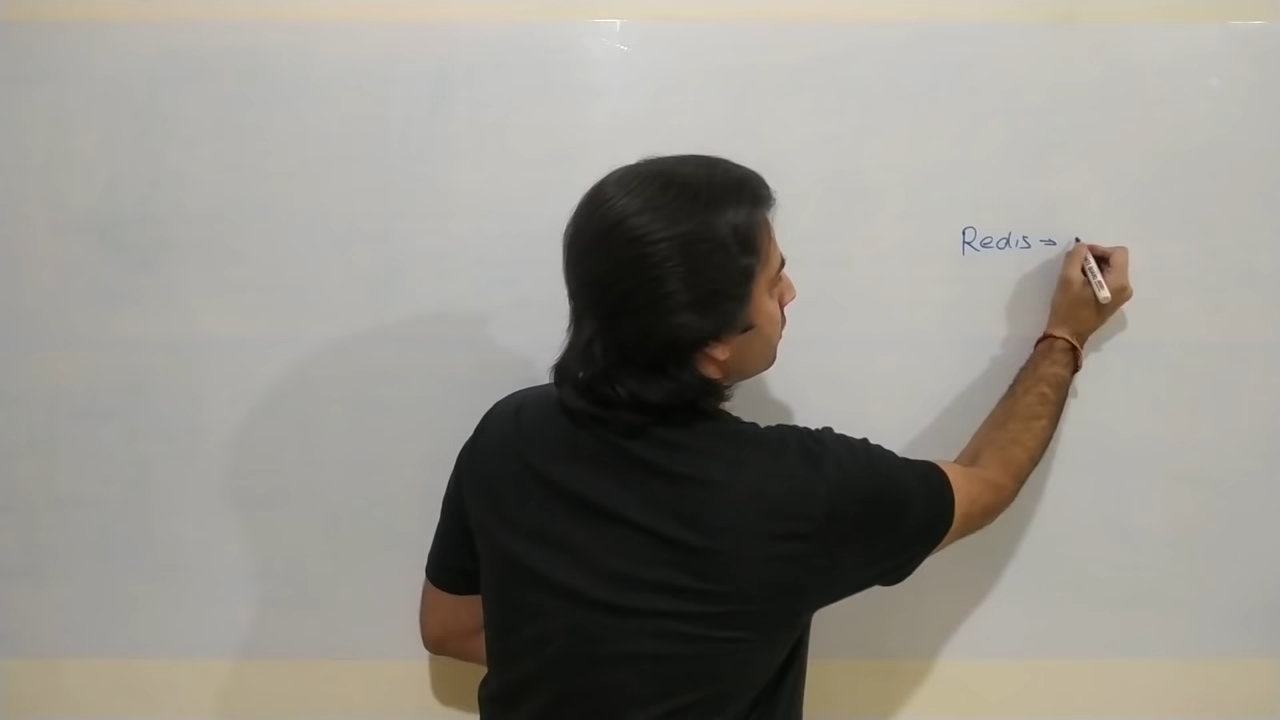 Redis →